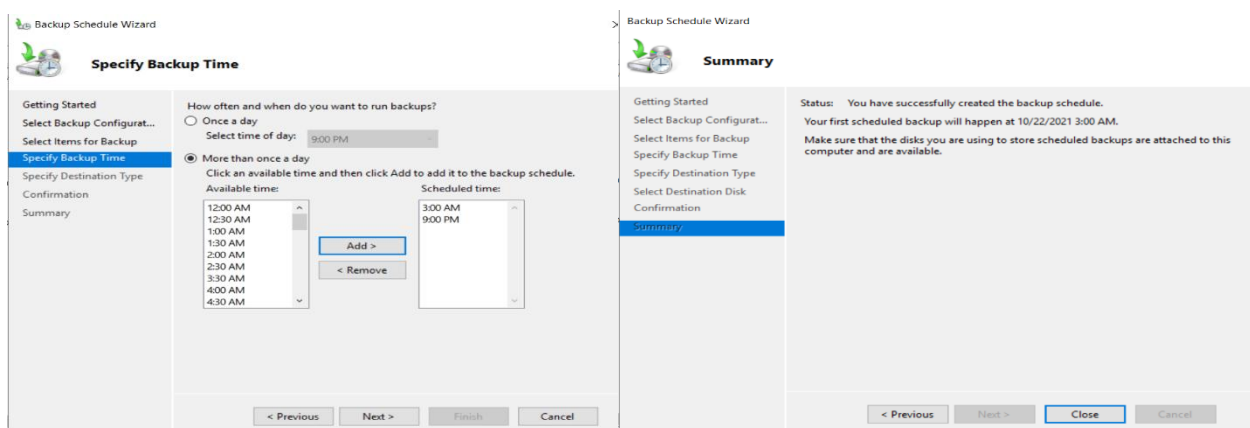 Backup Schedule Wizard
Specify Backup Time
Getting Started
Select Backup Configurat...
Select Items for Backup
Specify Backup Time
Specify Destination Type
Confirmation
Summary
How often and when do you want to run backups?
Once a day
Select time of day: 9:00 PM
More than once a day
Click an available time and then click Add to add it to the backup schedule.
Available time:
12:00 AM
12:30 AM
1:00 AM
1:30 AM
2:00 AM
2:30 AM
3:30 AM
4:00 AM
4:30 AM
Add >
< Remove
Scheduled time:
3:00 AM
9:00 PM
< Previous Next > Finish Cancel
Backup Schedule Wizard
Summary
Getting Started
Select Backup Configurat...
Select Items for Backup
Specify Backup Time
Specify Destination Type
Select Destination Disk
Confirmation
Summary
Status: You have successfully created the backup schedule.
Your first scheduled backup will happen at 10/22/2021 3:00 AM.
Make sure that the disks you are using to store scheduled backups are attached to this
computer and are available.
< Previous Next > Close Cancel